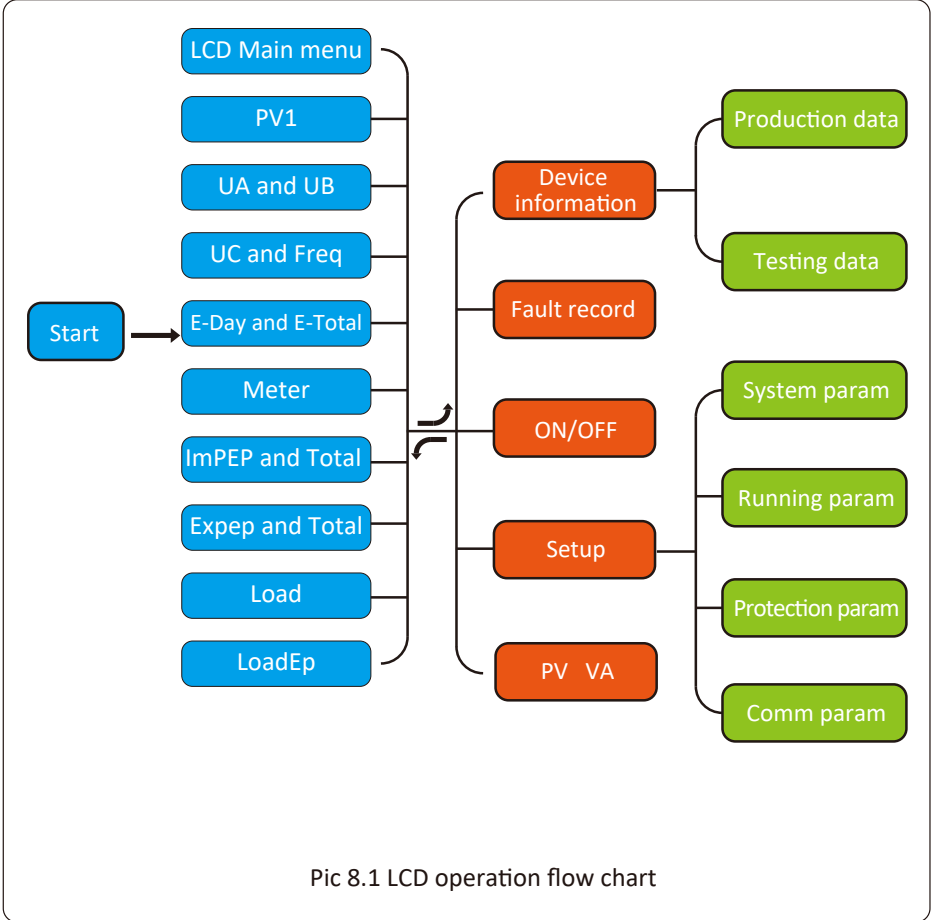 Start
LCD Main menu
PV1
UA and UB
UC and Freq
E-Day and E-Total
Meter
ImPEP and Total
Expep and Total
Load
LoadEp
Device
information
Fault record
ON/OFF
Setup
PV VA
Production data
Testing data
System param
Running param
Protection param
Comm param
Pic 8.1 LCD operation flow chart